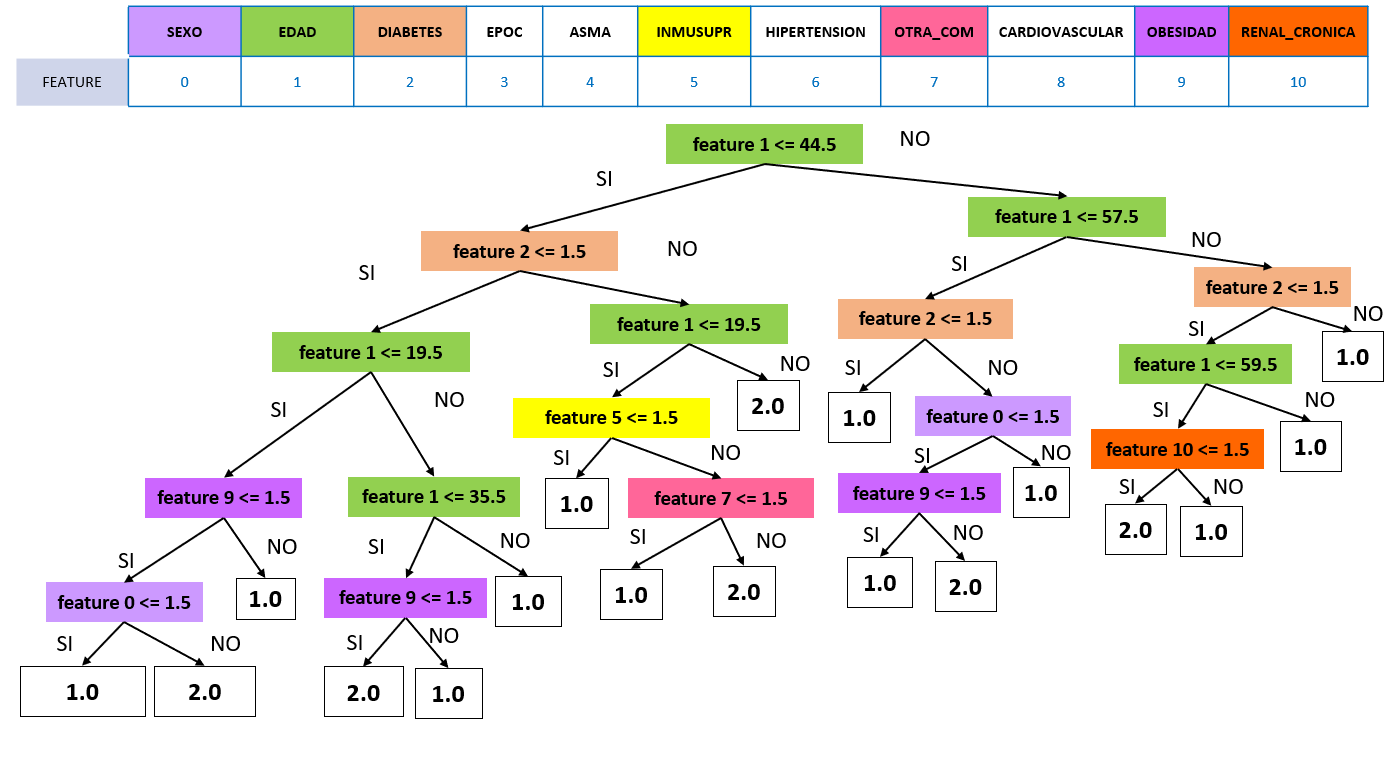 SEXO EDAD DIABETES EPOC ASMA INMUSUPR HIPERTENSION OTRA_COM CARDIOVASCULAR OBESIDAD RENAL_CRONICA
FEATURE 0 1 2 3 4 5 6 7 8 9 10
feature 1 <= 44.5
NO
SI
feature 1 <= 57.5
feature 2 <= 1.5
NO
NO
SI
SI
feature 2 <= 1.5
feature 1 <= 19.5
feature 2 <= 1.5
NO
SI
feature 1 <= 19.5
feature 1 <= 59.5
1.0
SI
NO
SI
NO
SI
NO
2.0
feature 5 <= 1.5
1.0
feature 0 <= 1.5
SI
NO
SI
NO
feature 10 <= 1.5
1.0
SI
NO
SI
NO
feature 9 <= 1.5
feature 1 <= 35.5
1.0
feature 7 <= 1.5
feature 9 <= 1.5
1.0
SI
NO
2.0
1.0
SI
NO
SI
NO
SI
NO
SI
NO
feature 0 <= 1.5
1.0
feature 9 <= 1.5
1.0
1.0
2.0
1.0
2.0
SI
NO
SI
NO
1.0
2.0
2.0
1.0